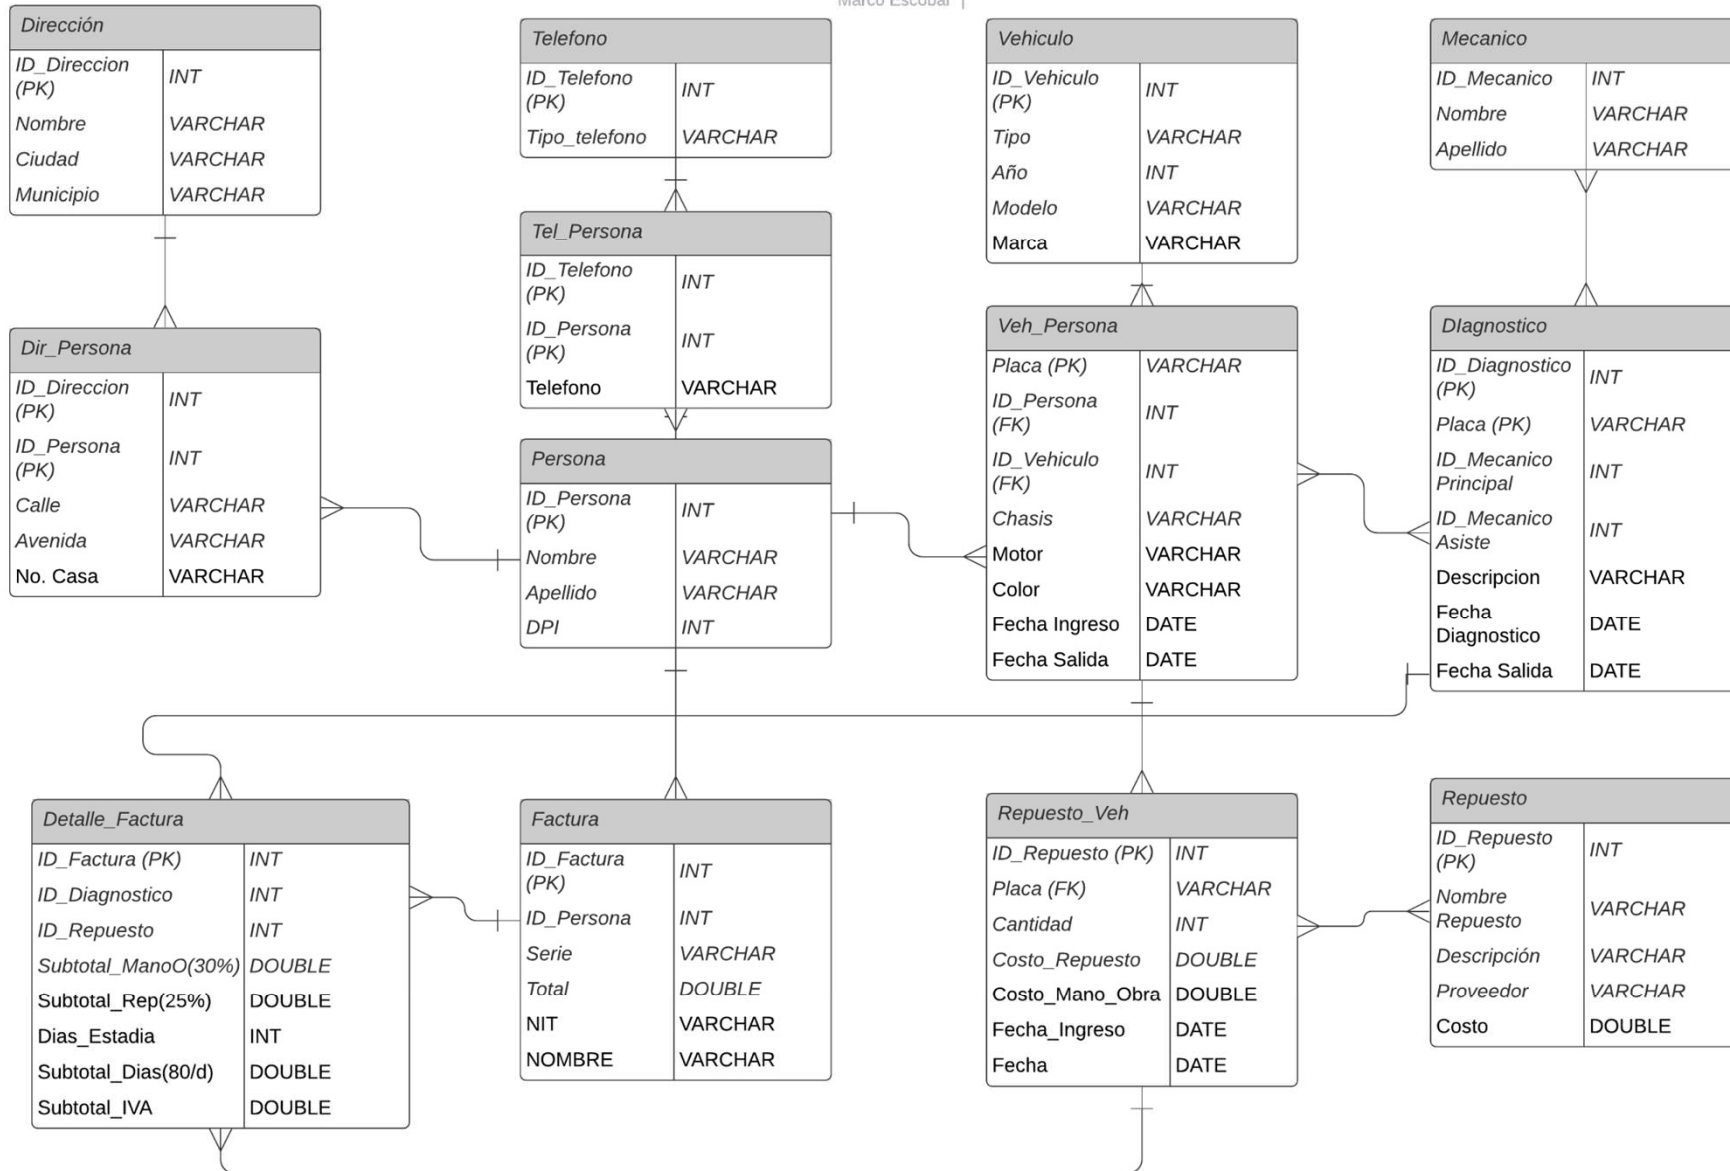 Marco Escobar |
Dirección
ID_Direccion
(PK)
INT
Nombre VARCHAR
Ciudad VARCHAR
Municipio VARCHAR
Telefono
ID_Telefono
(PK)
INT
Tipo_telefono VARCHAR
Vehiculo
ID_Vehiculo
(PK)
INT
Tipo VARCHAR
Año INT
Modelo VARCHAR
Marca VARCHAR
Mecanico
ID_Mecanico INT
Nombre VARCHAR
Apellido VARCHAR
Tel_Persona
ID_Telefono
(PK)
INT
ID_Persona
(PK)
INT
Telefono VARCHAR
Dir_Persona
ID_Direccion
(PK)
INT
ID_Persona
(PK)
INT
Calle VARCHAR
Avenida VARCHAR
No. Casa VARCHAR
Persona
ID_Persona
(PK)
INT
Nombre VARCHAR
Apellido VARCHAR
DPI INT
Veh_Persona
Placa (PK) VARCHAR
ID_Persona
(FK)
INT
ID_Vehiculo
(FK)
INT
Chasis VARCHAR
Motor VARCHAR
Color VARCHAR
Fecha Ingreso DATE
Fecha Salida DATE
DIagnostico
ID_Diagnostico
(PK)
INT
Placa (PK) VARCHAR
ID_Mecanico
Principal
INT
ID_Mecanico
Asiste
INT
Descripcion VARCHAR
Fecha
Diagnostico
DATE
Fecha Salida DATE
Detalle_Factura
ID_Factura (PK) INT
ID_Diagnostico INT
ID_Repuesto INT
Subtotal_ManoO(30%) DOUBLE
Subtotal_Rep(25%) DOUBLE
Dias_Estadia INT
Subtotal_Dias(80/d) DOUBLE
Subtotal_IVA DOUBLE
Factura
ID_Factura
(PK)
INT
ID_Persona INT
Serie VARCHAR
Total DOUBLE
NIT VARCHAR
NOMBRE VARCHAR
Repuesto_Veh
ID_Repuesto (PK) INT
Placa (FK) VARCHAR
Cantidad INT
Costo_Repuesto DOUBLE
Costo_Mano_Obra DOUBLE
Fecha_Ingreso DATE
Fecha DATE
Repuesto
ID_Repuesto
(PK)
INT
Nombre
Repuesto
VARCHAR
Descripción VARCHAR
Proveedor VARCHAR
Costo DOUBLE